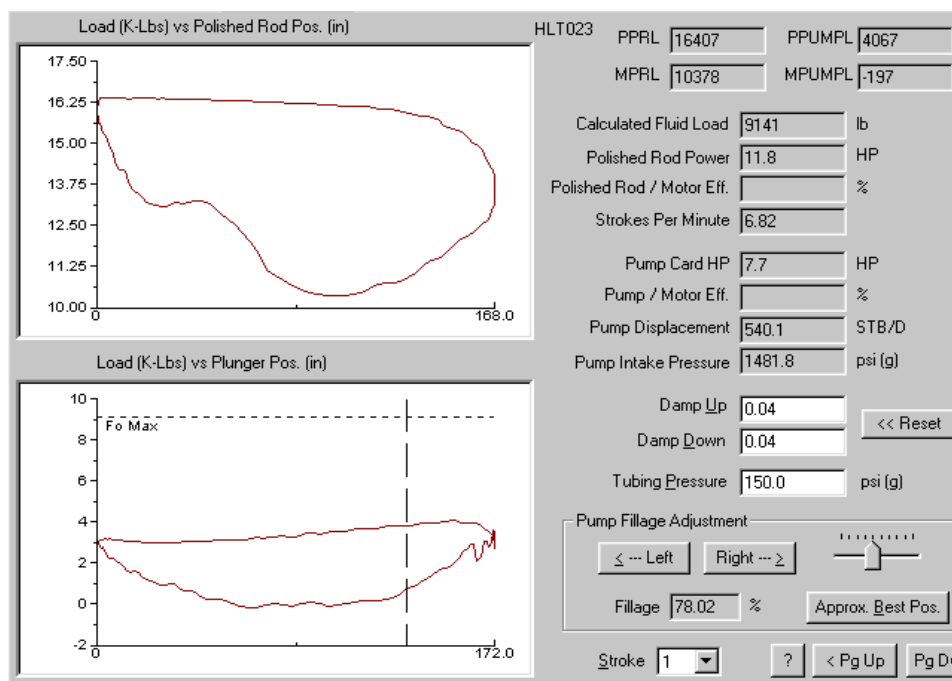 Load (K-Lbs) vs Polished Rod Pos. (in)
17.50
16.25
15.00
13.75
12.50
11.25
10.00
0
168.0
Load (K-Lbs) vs Plunger Pos. (in)
10
8
6
4
2
0
-2
Fo Max
0
172.0
HLT023
PPRL 16407 PPUMPL 4067
MPRL 10378 MPUMPL -197
Calculated Fluid Load 9141 lb
Polished Rod Power 11.8 HP
Polished Rod / Motor Eff. %
Strokes Per Minute 6.82
Pump Card HP 7.7 HP
Pump / Motor Eff. %
Pump Displacement 540.1 STB/D
Pump Intake Pressure 1481.8 psi (g)
Damp Up 0.04
<< Reset
Damp Down 0.04
Tubing Pressure 150.0 psi (g)
Pump Fillage Adjustment
< --- Left Right --- >
Fillage 78.02 % Approx. Best Pos.
Stroke 1 ? < Pg Up Pg D